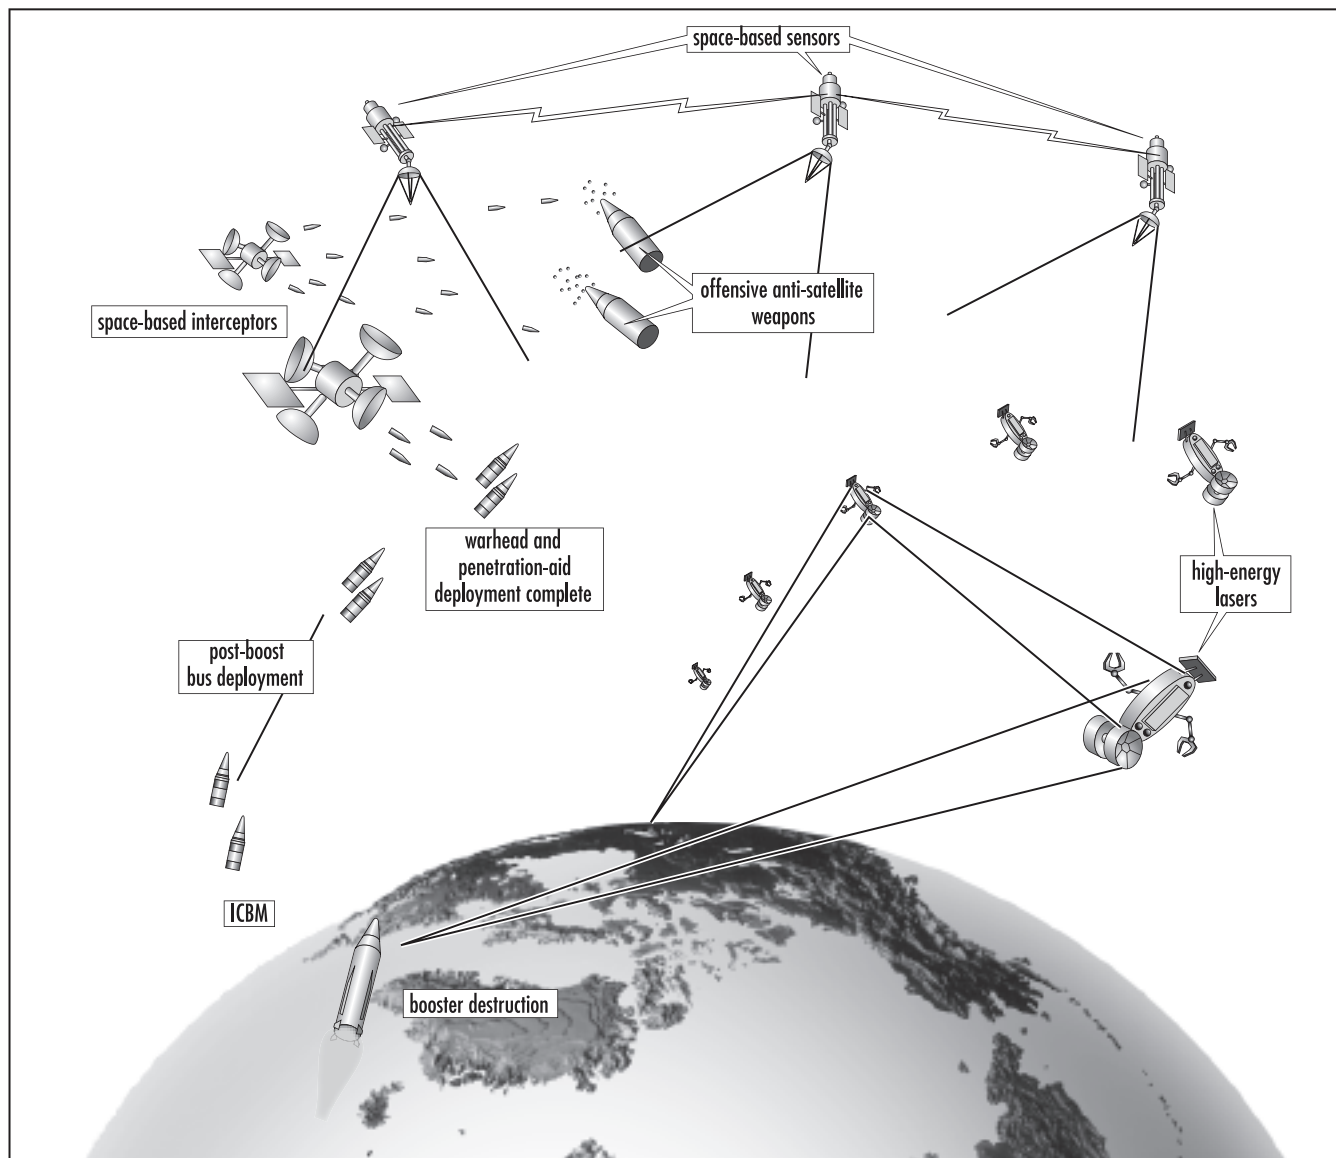 space-based sensors
offensive anti-satellite
weapons
space-based interceptors
warhead and
penetration-aid
deployment complete
high-energy
lasers
post-boost
bus deployment
ICBM
booster destruction